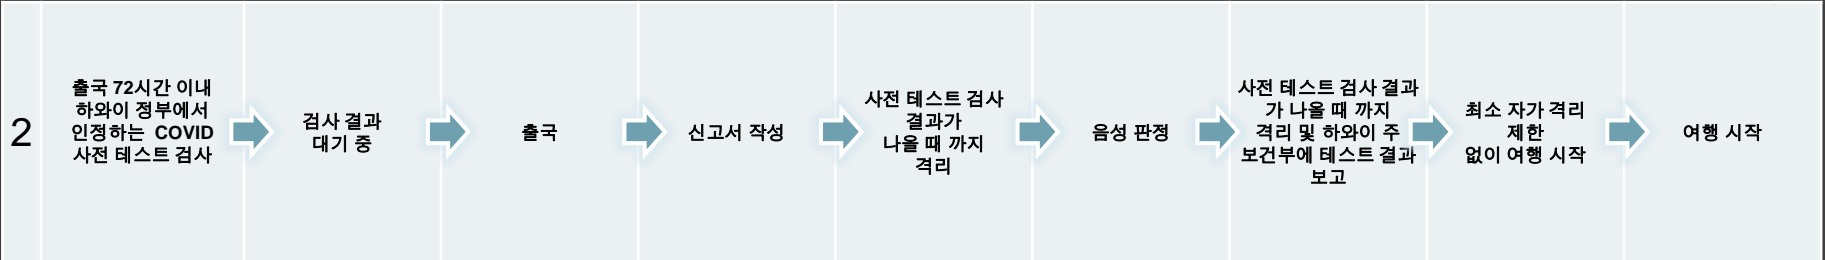 2
출국 72시간 이내
하와이 정부에서
인정하는 COVID
사전 테스트 검사
검사 결과
대기 중
출국
신고서 작성
사전 테스트 검사
결과가
나올 때 까지
격리
음성 판정
사전 테스트 검사 결과
가 나올 때 까지
격리 및 하와이 주
보건부에 테스트 결과
보고
최소 자가 격리
제한
없이 여행 시작
여행 시작